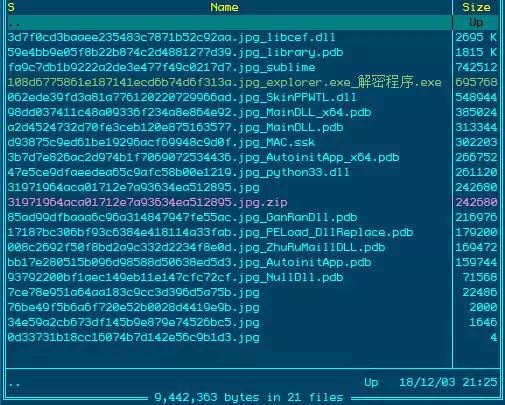 S Name Size
.. Up
3d7f0cd3baaee235483c7871b52c92aa.jpg_libcef.dll 2695 K
59e4bb9e05f8b22b874c2d4881277d39.jpg_library.pdb 1815 K
fa9c7db1b9222a2de3e477f49c0217d7.jpg_sublime 742512
108d6775861e187141ecd6b74d6f313a.jpg_explorer.exe_解密程序.exe 695768
062ede39fd3a81a776120220729966ad.jpg_SkinPPWTL.dll 548944
98dd037411c48a09336f234a8e864e92.jpg_MainDLL_x64.pdb 385024
a2d4524732d70fe3ceb120e875163577.jpg_MainDLL.pdb 313344
d93875c9ed61be19296acf69948c9d0f.jpg_MAC.ssk 302203
3b7d7e826ac2d974b1f7069072534436.jpg_AutoinitApp_x64.pdb 266752
47e5ce9dfaeedea65c9afc58b00e1219.jpg_python33.dll 261120
31971964aca01712e7a93634ea512895.jpg 242680
31971964aca01712e7a93634ea512895.jpg.zip 242680
85ad99dfbaaa6c96a314847947fe55ac.jpg_GanRanDll.pdb 216976
17187bc306bf93c6384e418114a33fab.jpg_PELoad_DllReplace.pdb 179200
008c2692f50f8bd2a9c332d2234f8e0d.jpg_ZhuRuMaillDLL.pdb 169472
bb17e280515b096d98588d50638ed5d3.jpg_AutoinitApp.pdb 159744
93792200bf1aec149eb11e147cfc72cf.jpg_NullDll.pdb 71568
7ce78e951a64aa183c9cc3d396d5a75b.jpg 22486
76be49f5b6a6f720e52b0028d4419e9b.jpg 2000
34e59a2cb673df145b9e879e74526bc5.jpg 1646
0d33731b18cc16074b7d142e56c9b1d3.jpg 4
.. Up 18/12/03 21:25
9,442,363 bytes in 21 files